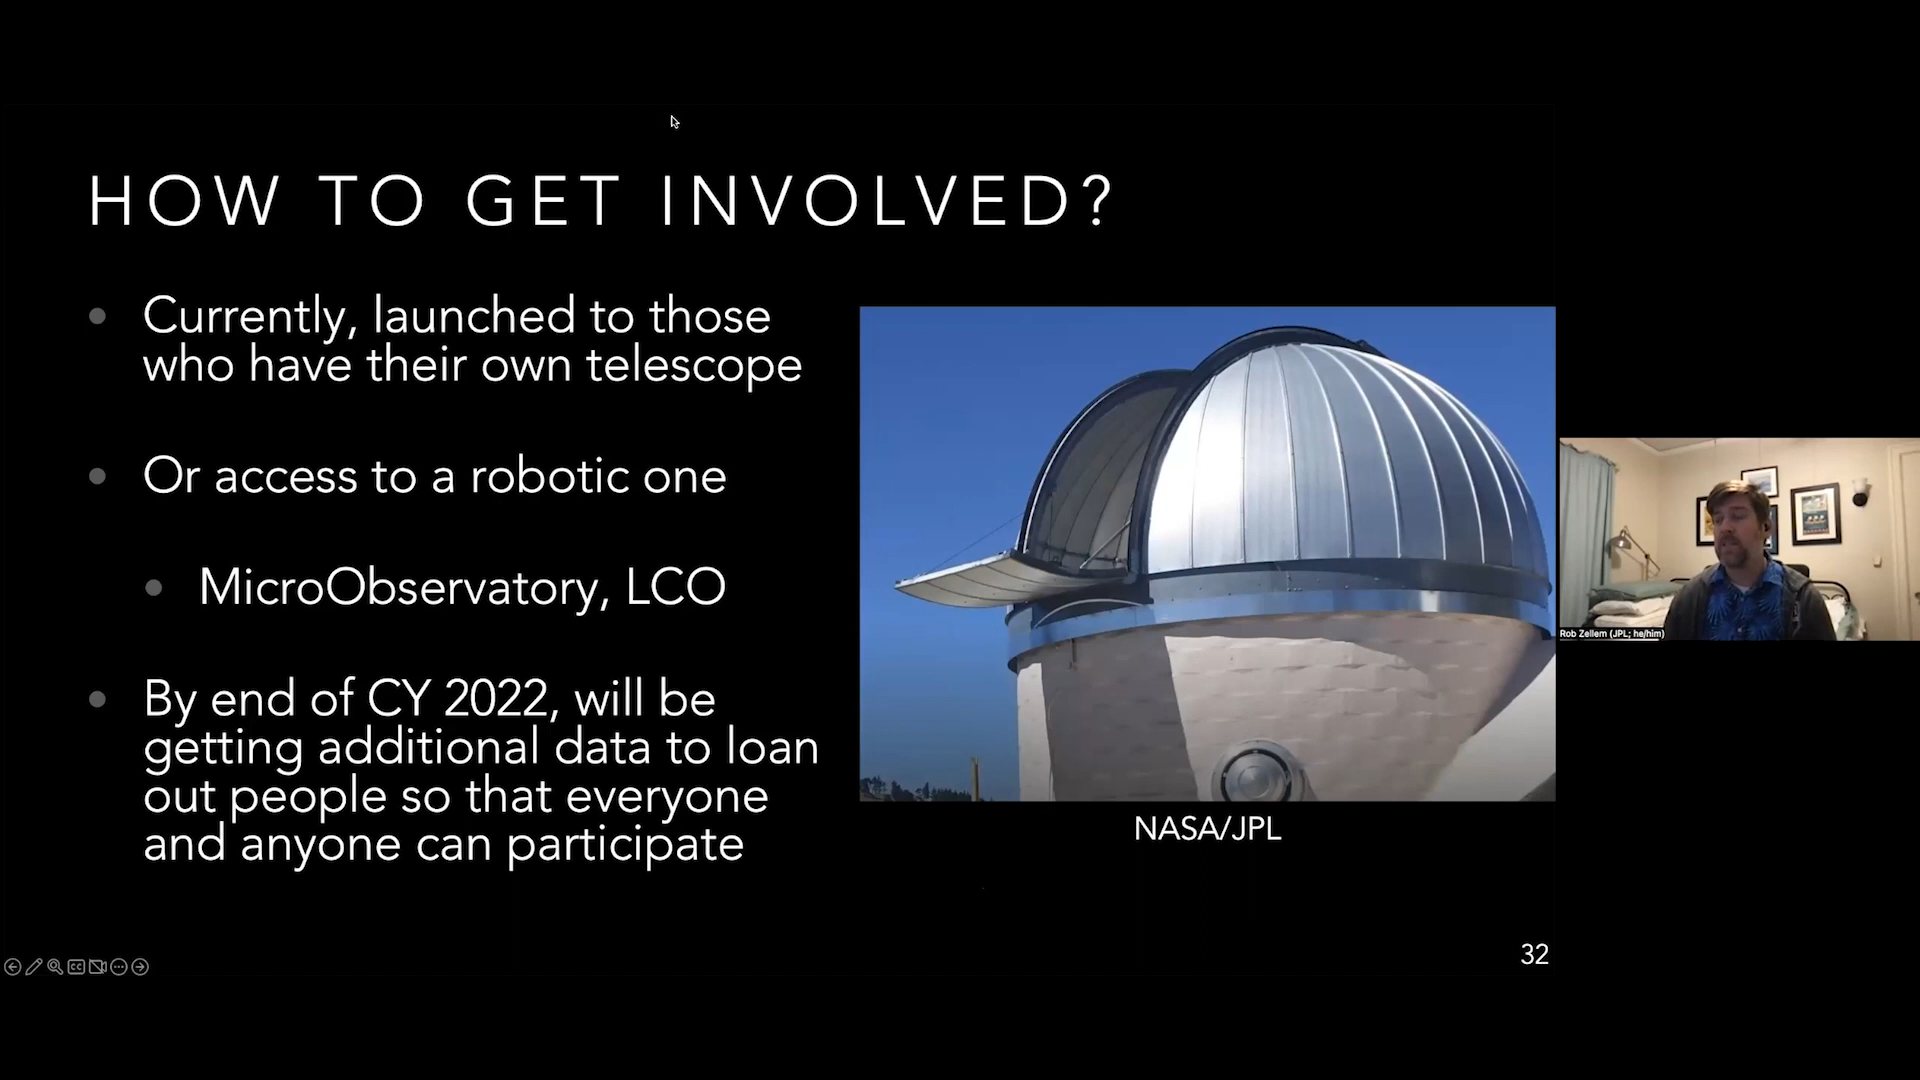 HOW TO GET INVOLVED?
Currently, launched to those
who have their own telescope
Or access to a robotic one
MicroObservatory, LCO
By end of CY 2022, will be
getting additional data to loan
out people so that everyone
and anyone can participate
NASA/JPL
Rob Zellem (JPL; he/him)
32
CC